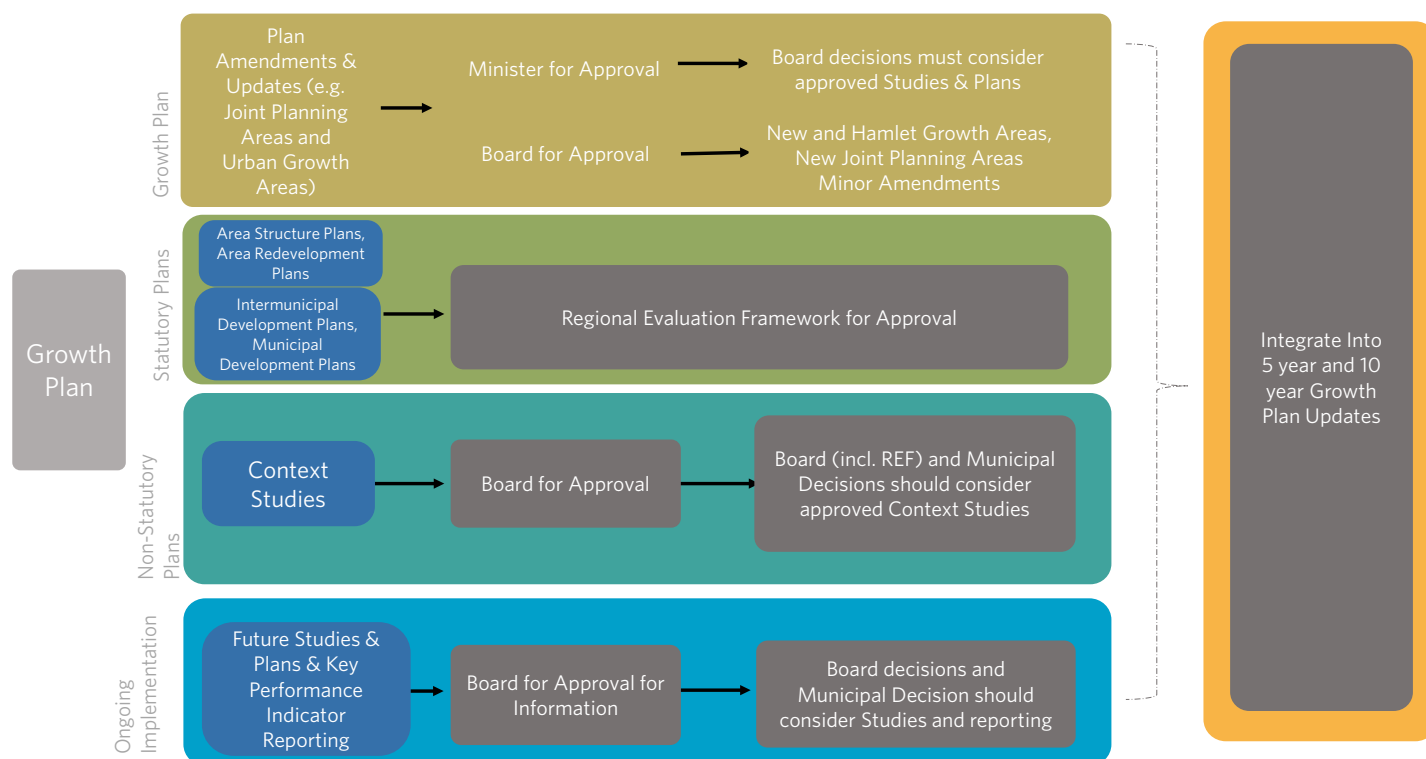 Growth
Plan
Growth Plan
Plan
Amendments &
Updates (e.g.
Joint Planning
Areas and
Urban Growth
Areas)
Minister for Approval
Board decisions must consider
approved Studies & Plans
Board for Approval
New and Hamlet Growth Areas,
New Joint Planning Areas
Minor Amendments
Statutory Plans
Area Structure Plans,
Area Redevelopment
Plans
Intermunicipal
Development Plans,
Municipal
Development Plans
Regional Evaluation Framework for Approval
Non-Statutory
Plans
Context
Studies
Board for Approval
Board (incl. REF) and Municipal
Decisions should consider
approved Context Studies
Ongoing
Implementation
Future Studies &
Plans & Key
Performance
Indicator
Reporting
Board for Approval for
Information
Board decisions and
Municipal Decision should
consider Studies and reporting
Integrate Into
5 year and 10
year Growth
Plan Updates